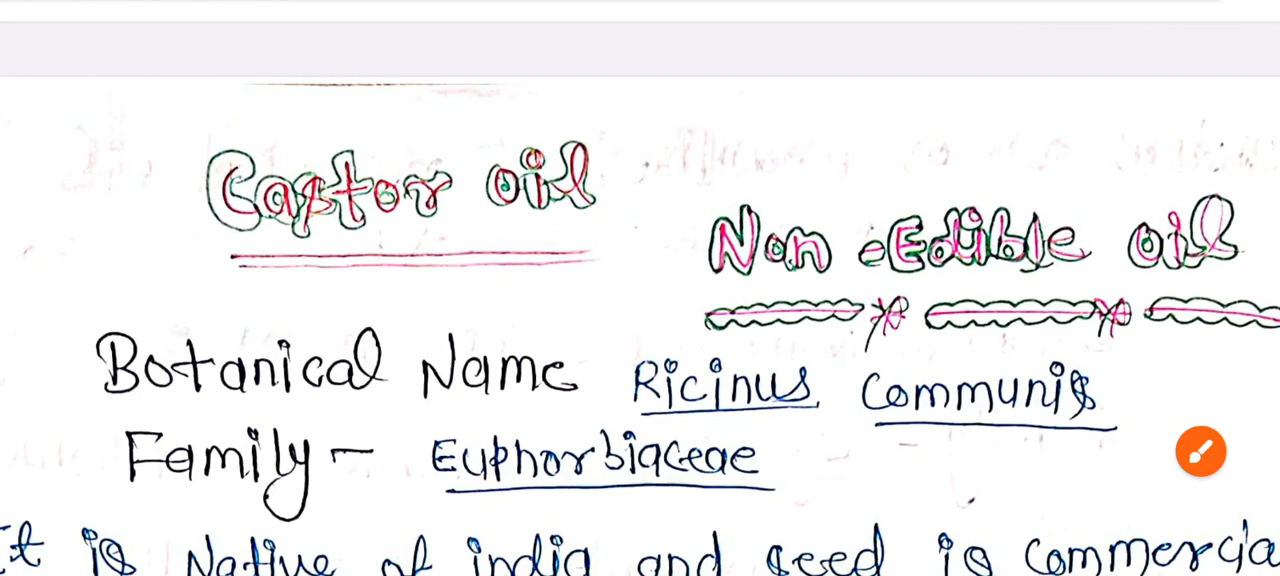 Castor oil
Non-Edible oil
Botanical Name Ricinus Communis
Family- Euphorbiaceae
It is Native of india and seed is commercia